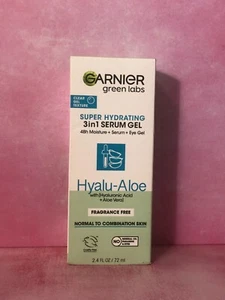 CLEAR
GEL
TEXTURE
GARNIER
green labs
SUPER HYDRATING
3in1 SERUM GEL
48h Moisture + Serum + Eye Gel
Hyalu-Aloe
with [Hyaluronic Acid
+ Aloe Vera]
FRAGRANCE FREE
NORMAL TO COMBINATION SKIN
NO
2.4 FL OZ / 72 ml